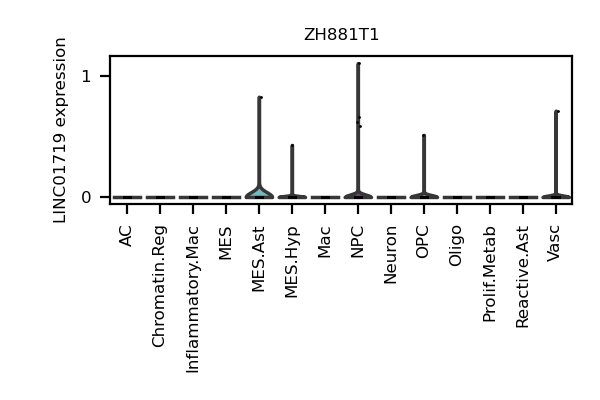 ZH881T1
LINC01719 expression
1
0
AC
Chromatin.Reg
Inflammatory.Mac
MES
MES.Ast
MES.Hyp
Mac
NPC
Neuron
OPC
Oligo
Prolif.Metab
Reactive.Ast
Vasc